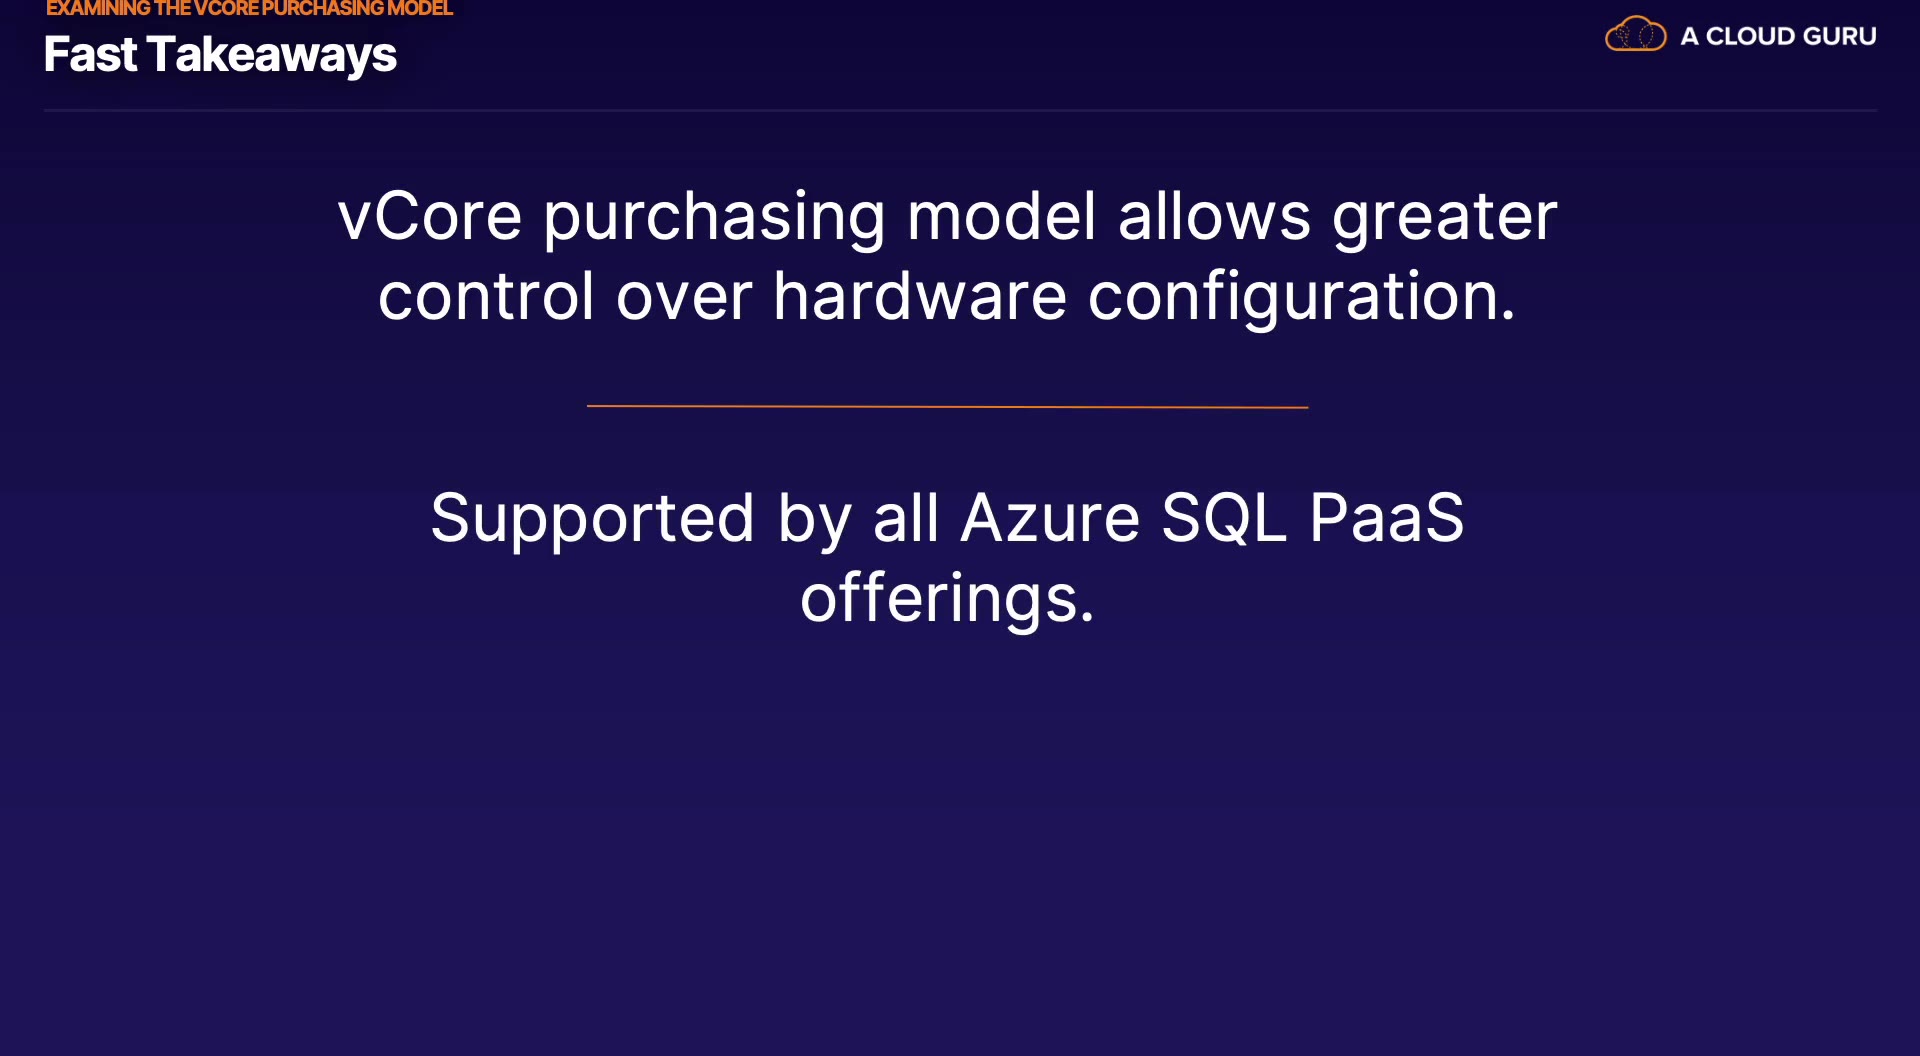 EXAMINING THE VCORE PURCHASING MODEL
Fast Takeaways
A CLOUD GURU
vCore purchasing model allows greater
control over hardware configuration.
Supported by all Azure SQL PaaS
offerings.